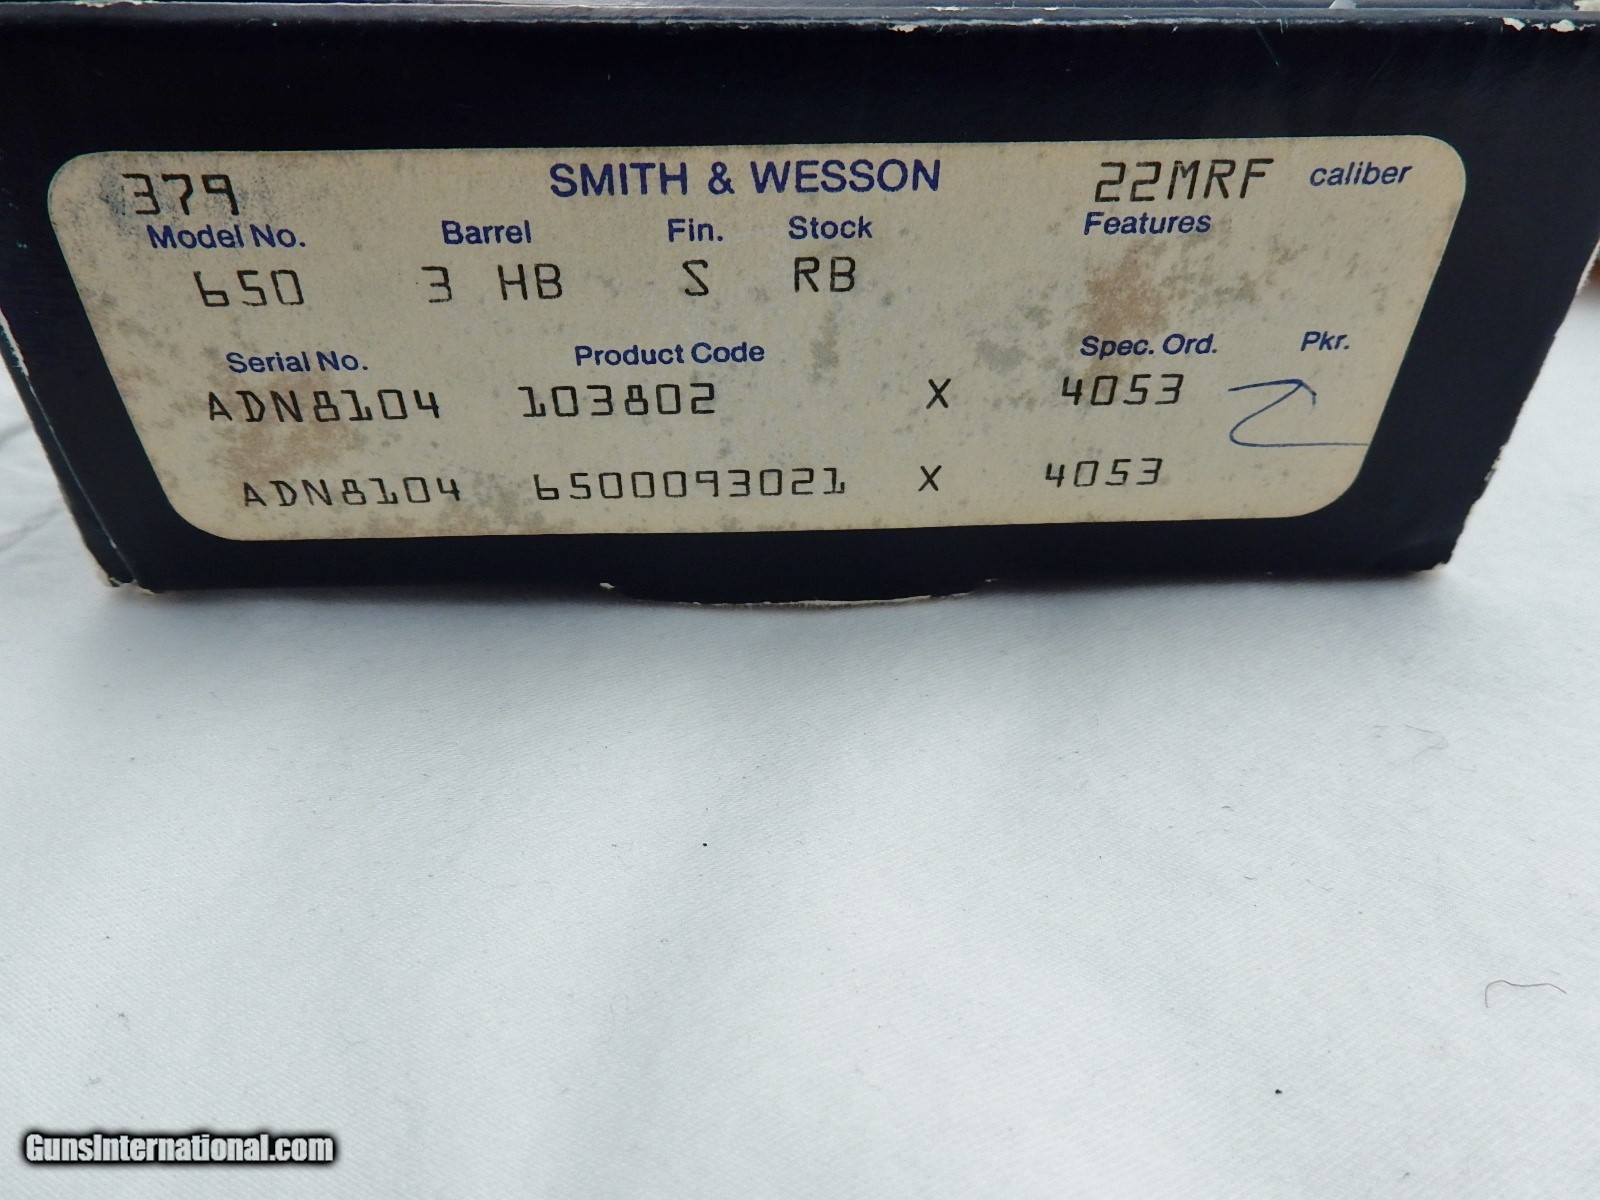 379 SMITH & WESSON 22MRF caliber
Model No. Barrel Fin. Stock Features
650 3 HB S RB
Serial No. Product Code Spec. Ord. Pkr.
ADN8104 103802 X 4053
ADN8104 6500093021 X 4053
GunsInternational.com